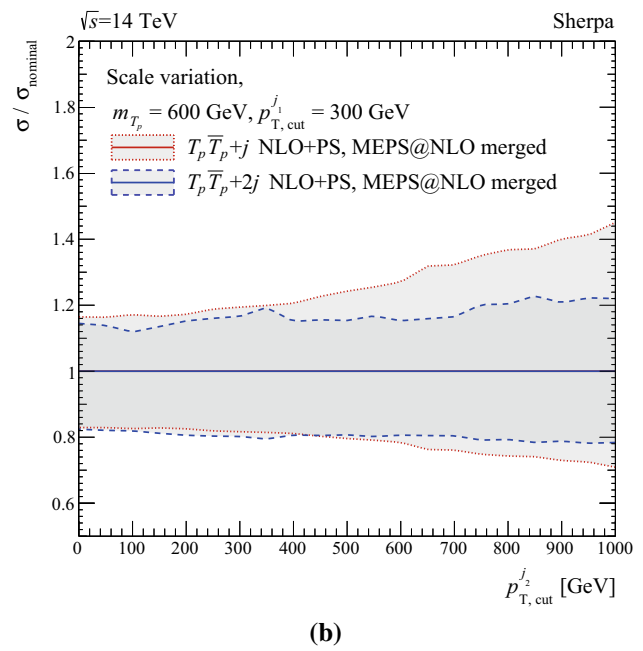 √s=14 TeV Sherpa
σ / σ_nominal
2
Scale variation,
m_{T_p} = 600 GeV, p_{T, cut}^{j_1} = 300 GeV
T_p T̅_p+j NLO+PS, MEPS@NLO merged
T_p T̅_p+2j NLO+PS, MEPS@NLO merged
1.8
1.6
1.4
1.2
1
0.8
0.6
0 100 200 300 400 500 600 700 800 900 1000
p_{T, cut}^{j_2} [GeV]
(b)